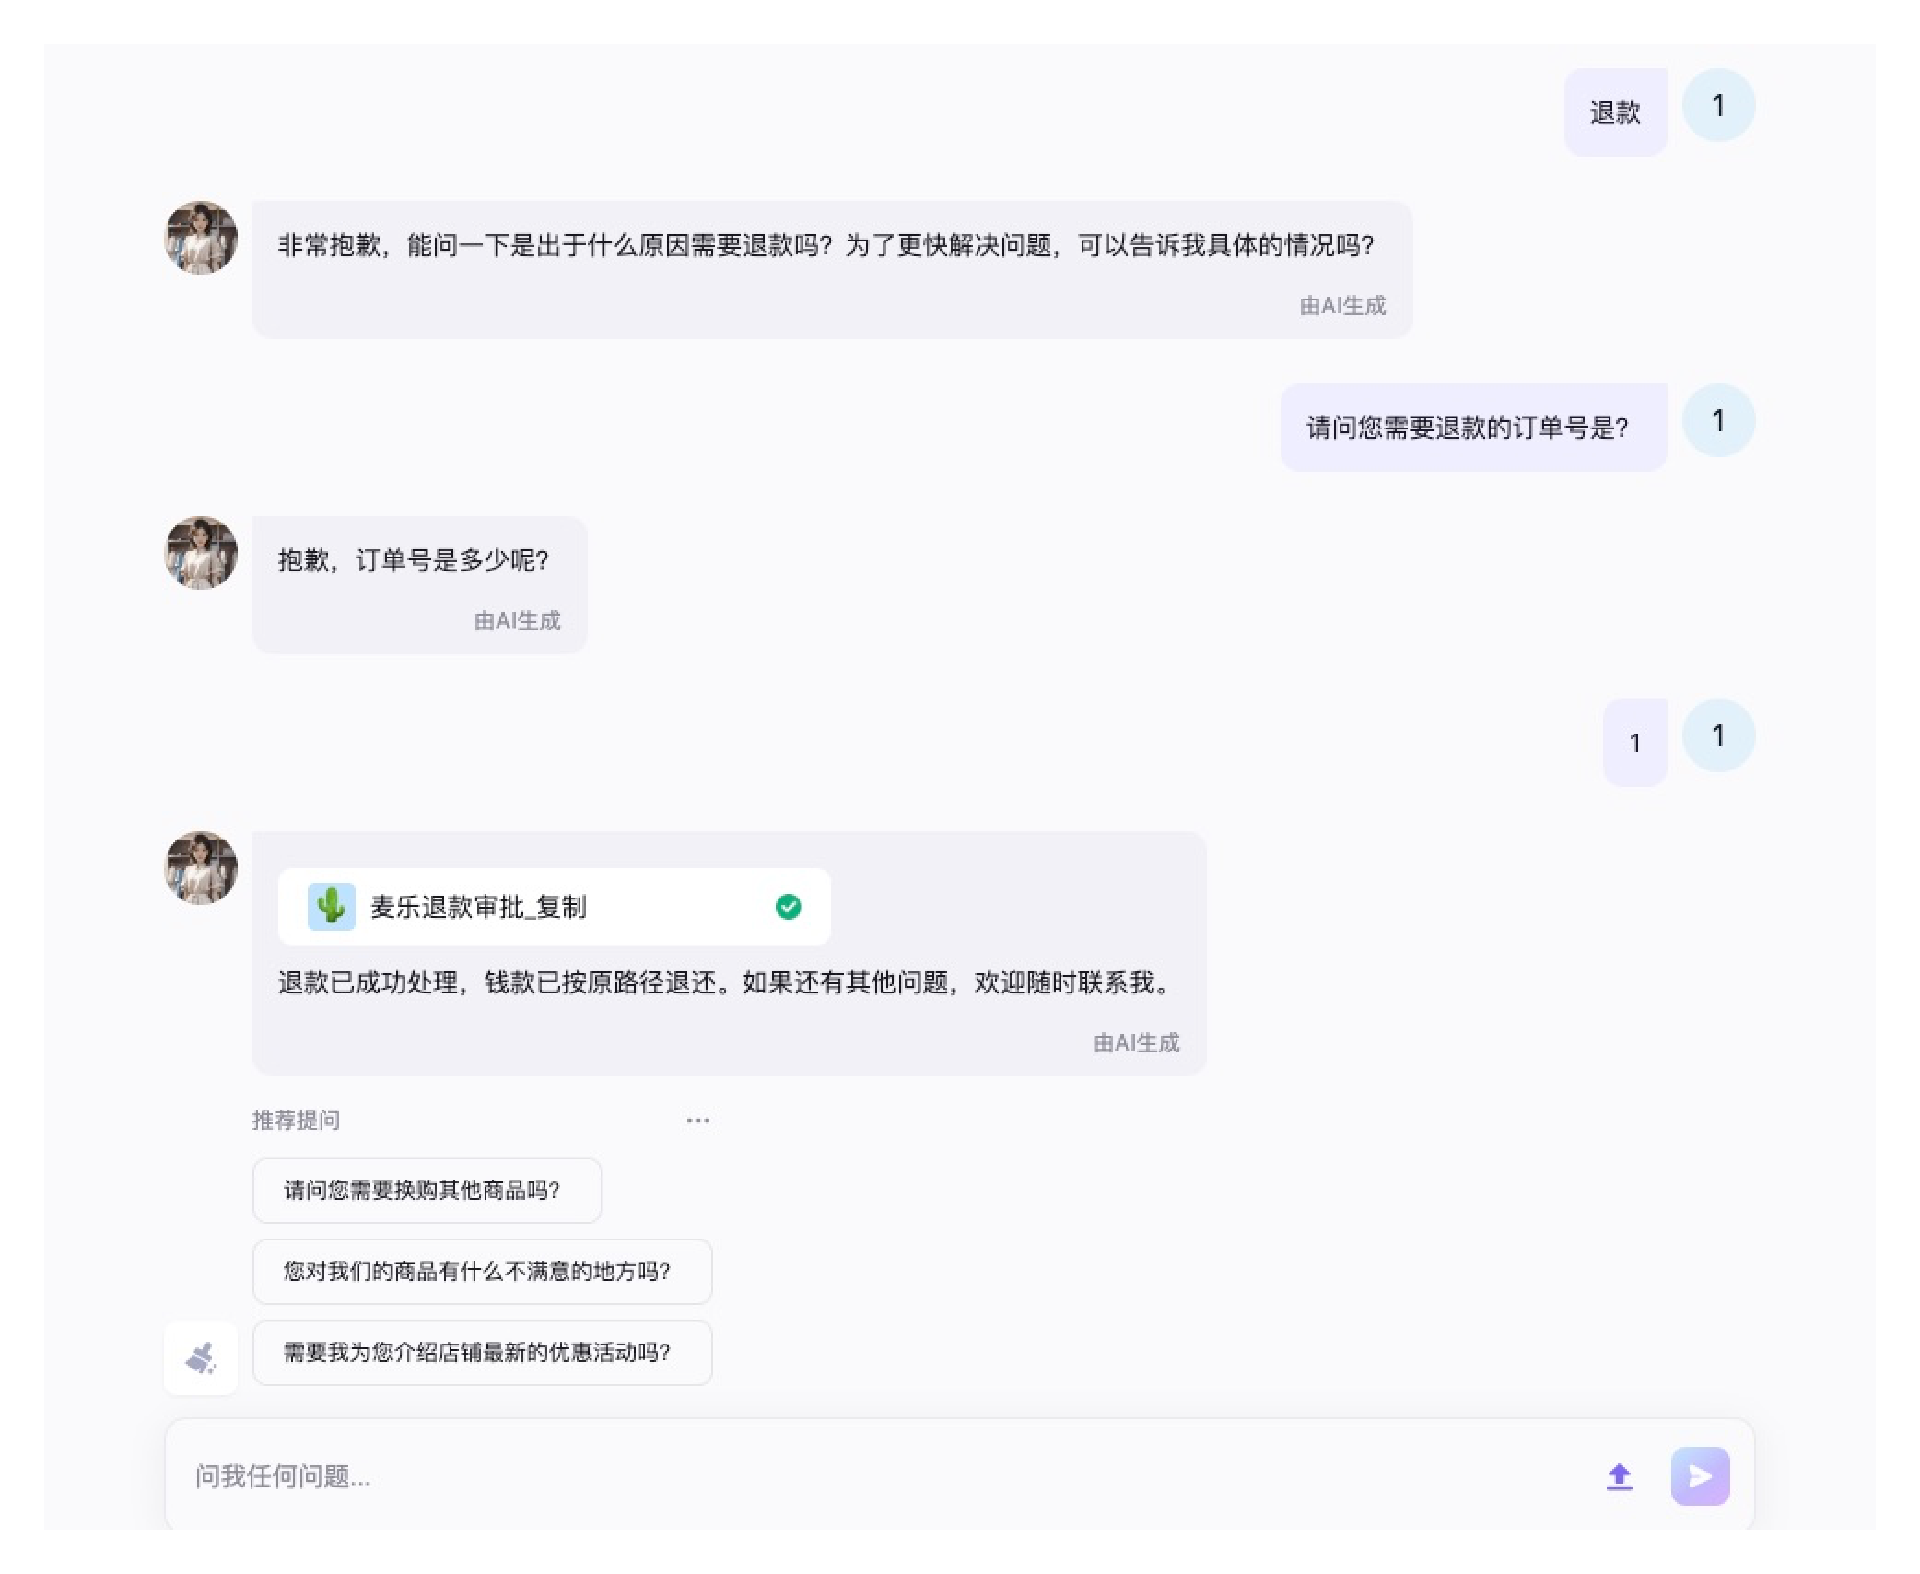 退款
1
非常抱歉，能问一下是出于什么原因需要退款吗？为了更快解决问题，可以告诉我具体的情况吗？
由AI生成
请问您需要退款的订单号是？
1
抱歉，订单号是多少呢？
由AI生成
1
1
麦乐退款审批_复制
退款已成功处理，钱款已按原路径退还。如果还有其他问题，欢迎随时联系我。
由AI生成
推荐提问
...
请问您需要换购其他商品吗？
您对我们的商品有什么不满意的地方吗？
需要我为您介绍店铺最新的优惠活动吗？
问我任何问题...